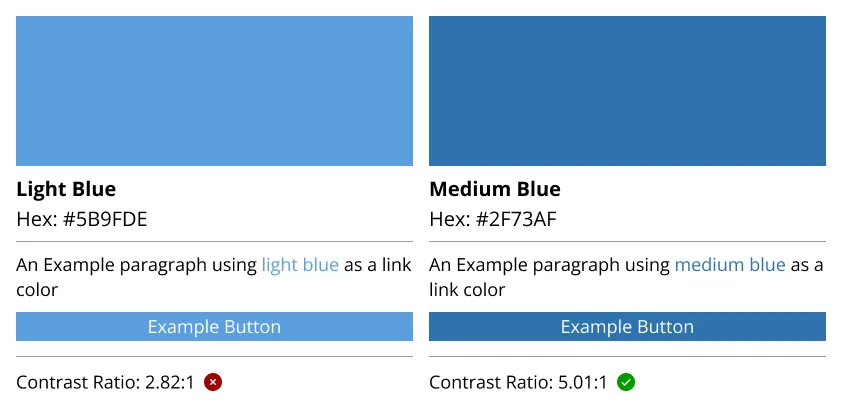 Light Blue
Hex: #5B9FDE
An Example paragraph using light blue as a link
color
Example Button
Contrast Ratio: 2.82:1
Medium Blue
Hex: #2F73AF
An Example paragraph using medium blue as a
link color
Example Button
Contrast Ratio: 5.01:1